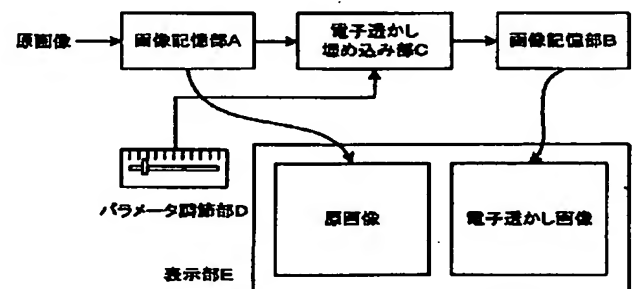 原画像
画像記憶部A
電子透かし
埋め込み部C
画像記憶部B
パラメータ調節部D
原画像
電子透かし画像
表示部E